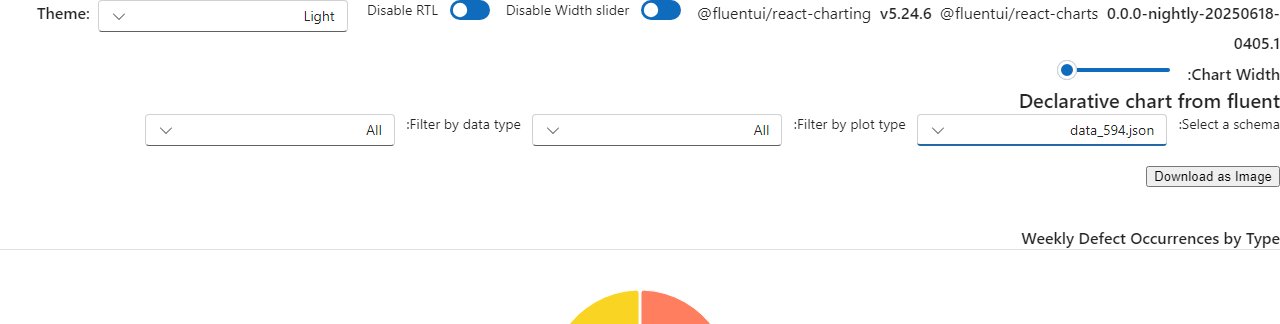 Theme:
Light
Disable RTL
Disable Width slider
@fluentui/react-charting v5.24.6 @fluentui/react-charts 0.0.0-nightly-20250618-
0405.1
:Chart Width
Declarative chart from fluent
:Select a schema
data_594.json
:Filter by plot type
All
:Filter by data type
All
Download as Image
Weekly Defect Occurrences by Type